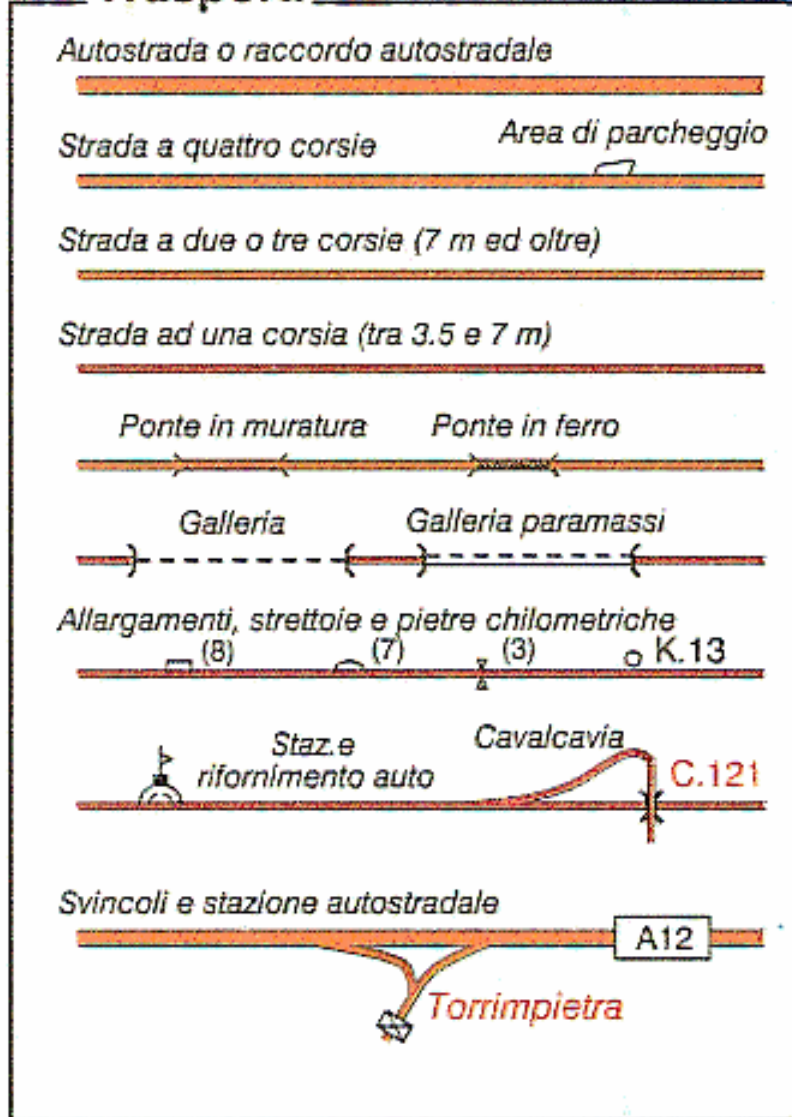 Autostrada o raccordo autostradale
Strada a quattro corsie
Area di parcheggio
Strada a due o tre corsie (7 m ed oltre)
Strada ad una corsia (tra 3.5 e 7 m)
Ponte in muratura
Ponte in ferro
Galleria
Galleria paramassi
Allargamenti, strettoie e pietre chilometriche
(8)
(7)
(3)
K.13
Staz.e
rifornimento auto
Cavalcavia
C.121
Svincoli e stazione autostradale
A12
Torrimpietra